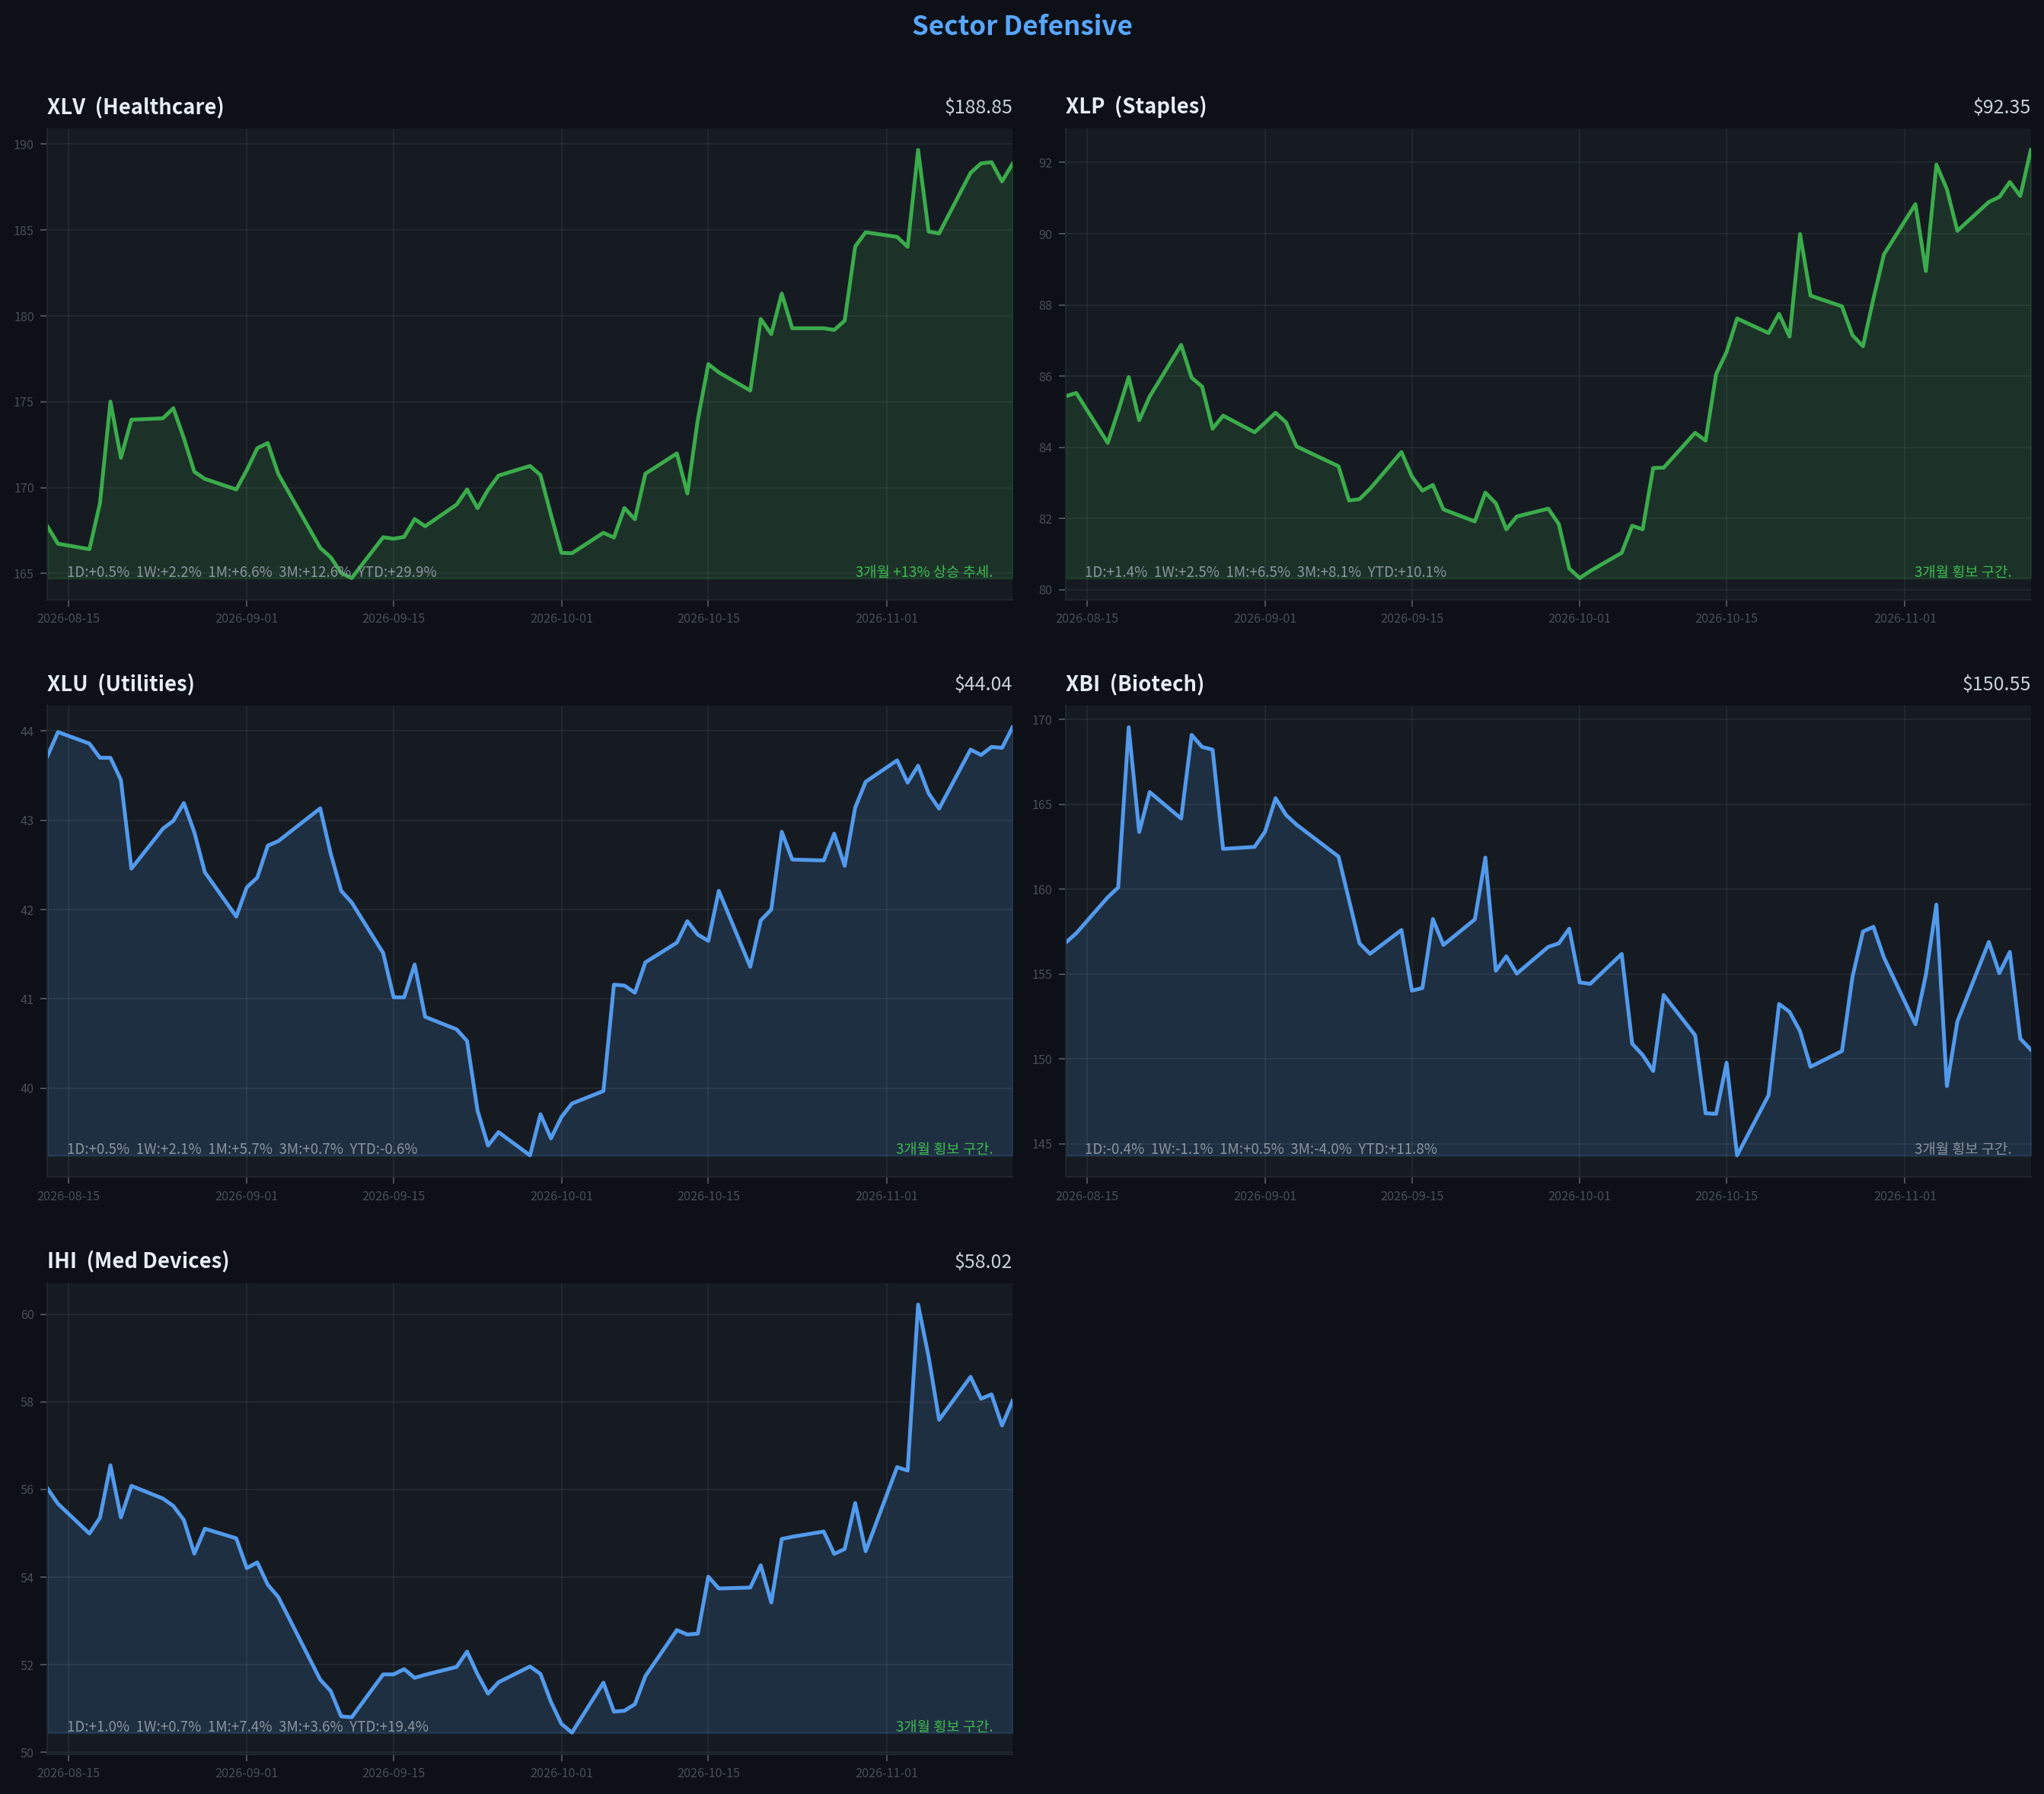 Sector Defensive
XLV (Healthcare) $188.85
190
185
180
175
170
165
1D:+0.5% 1W:+2.2% 1M:+6.6% 3M:+12.6% YTD:+29.9% 3개월 +13% 상승 추세.
2026-08-15 2026-09-01 2026-09-15 2026-10-01 2026-10-15 2026-11-01
XLP (Staples) $92.35
92
90
88
86
84
82
80
1D:+1.4% 1W:+2.5% 1M:+6.5% 3M:+8.1% YTD:+10.1% 3개월 횡보 구간.
2026-08-15 2026-09-01 2026-09-15 2026-10-01 2026-10-15 2026-11-01
XLU (Utilities) $44.04
44
43
42
41
40
1D:+0.5% 1W:+2.1% 1M:+5.7% 3M:+0.7% YTD:-0.6% 3개월 횡보 구간.
2026-08-15 2026-09-01 2026-09-15 2026-10-01 2026-10-15 2026-11-01
XBI (Biotech) $150.55
170
165
160
155
150
145
1D:-0.4% 1W:-1.1% 1M:+0.5% 3M:-4.0% YTD:+11.8% 3개월 횡보 구간.
2026-08-15 2026-09-01 2026-09-15 2026-10-01 2026-10-15 2026-11-01
IHI (Med Devices) $58.02
60
58
56
54
52
50
1D:+1.0% 1W:+0.7% 1M:+7.4% 3M:+3.6% YTD:+19.4% 3개월 횡보 구간.
2026-08-15 2026-09-01 2026-09-15 2026-10-01 2026-10-15 2026-11-01